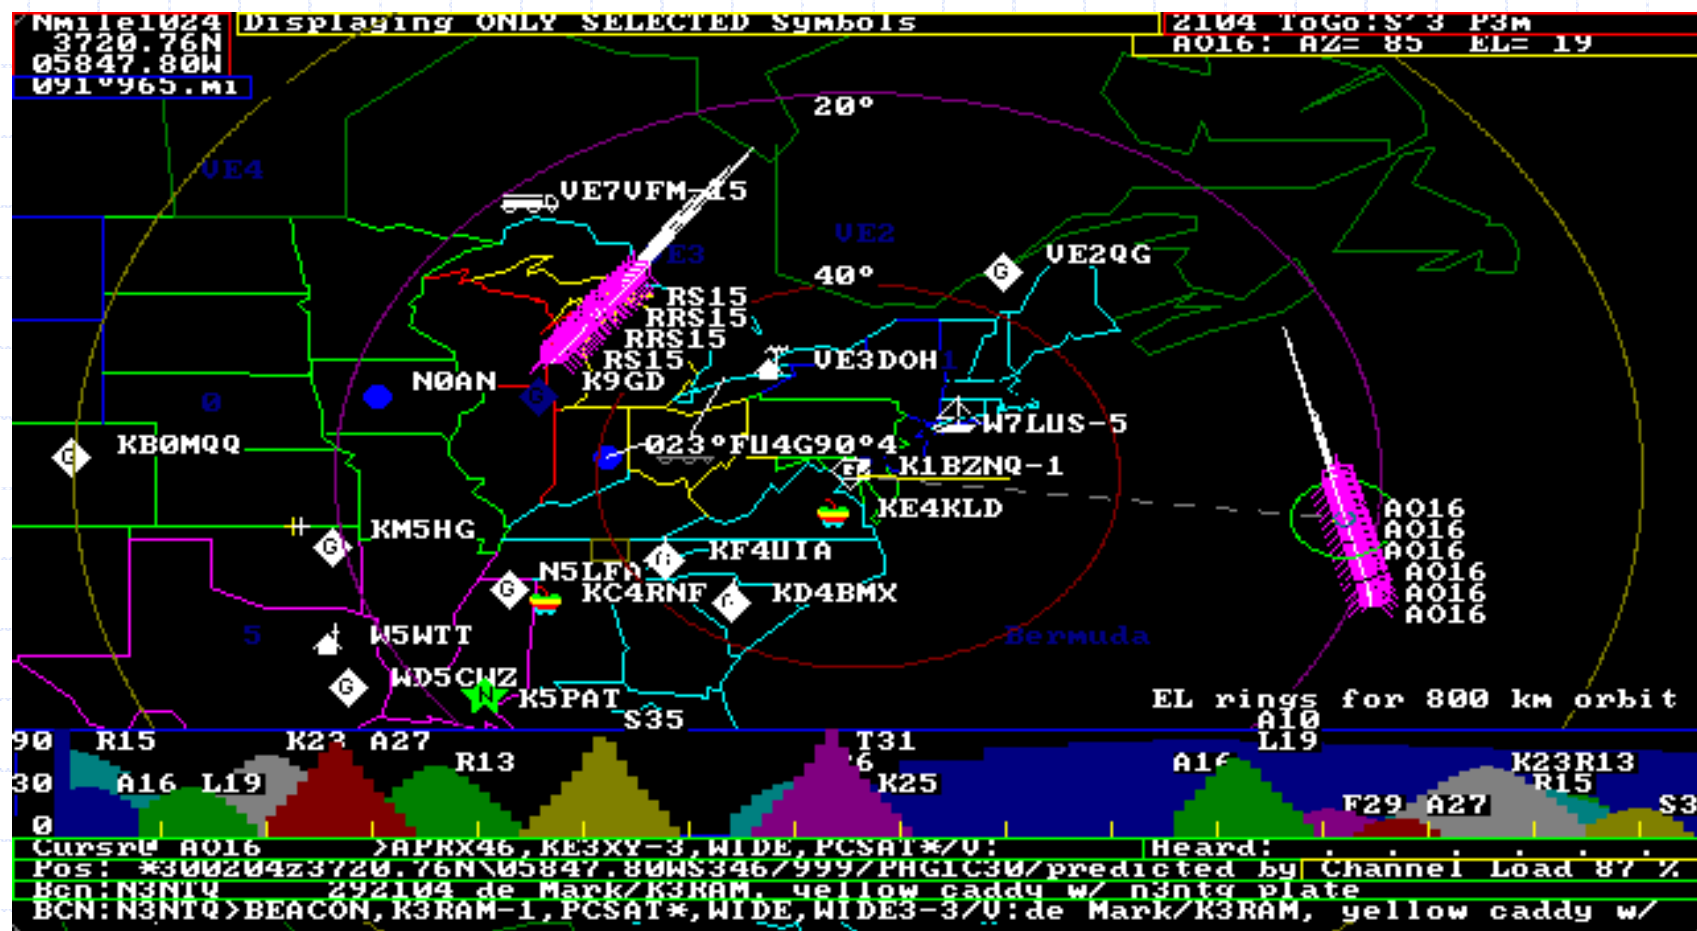 Nmile1024 Displaying ONLY SELECTED Symbols 2104 ToGo:S'3 P3m
3720.76N AO16: AZ= 85 EL= 19
05847.80W
091°965.mi
20°
VE4
VE7VFM-15
VE2
VE3
VE2QG
40°
RS15
RRS15
RRS15
RS15
VE3DOH 1
N0AN K9GD
0
W7LUS-5
KB0MQQ 023°FU4G90°4
K1BZNQ-1
KE4KLD AO16
KM5HG AO16
KF4UIA AO16
N5LFA AO16
KC4RNF KD4BMX AO16
5 W5WTT Bermuda AO16
WD5CWZ
K5PAT EL rings for 800 km orbit
S35 A10
90 R15 K23 A27 T31 L19
R13 A16 K23R13
30 A16 L19 K25 R15
F29 A27 S3
0
Cursr@ AO16 >APRX46,KE3XY-3,WIDE,PCSAT*/V: Heard: . . . . . .
Pos: *300204z3720.76N\05847.80WS346/999/PHG1C30/predicted by Channel Load 87 %
Bcn:N3NTQ 292104 de Mark/K3RAM, yellow caddy w/ n3ntq plate
BCN:N3NTQ>BEACON,K3RAM-1,PCSAT*,WIDE,WIDE3-3/V:de Mark/K3RAM, yellow caddy w/